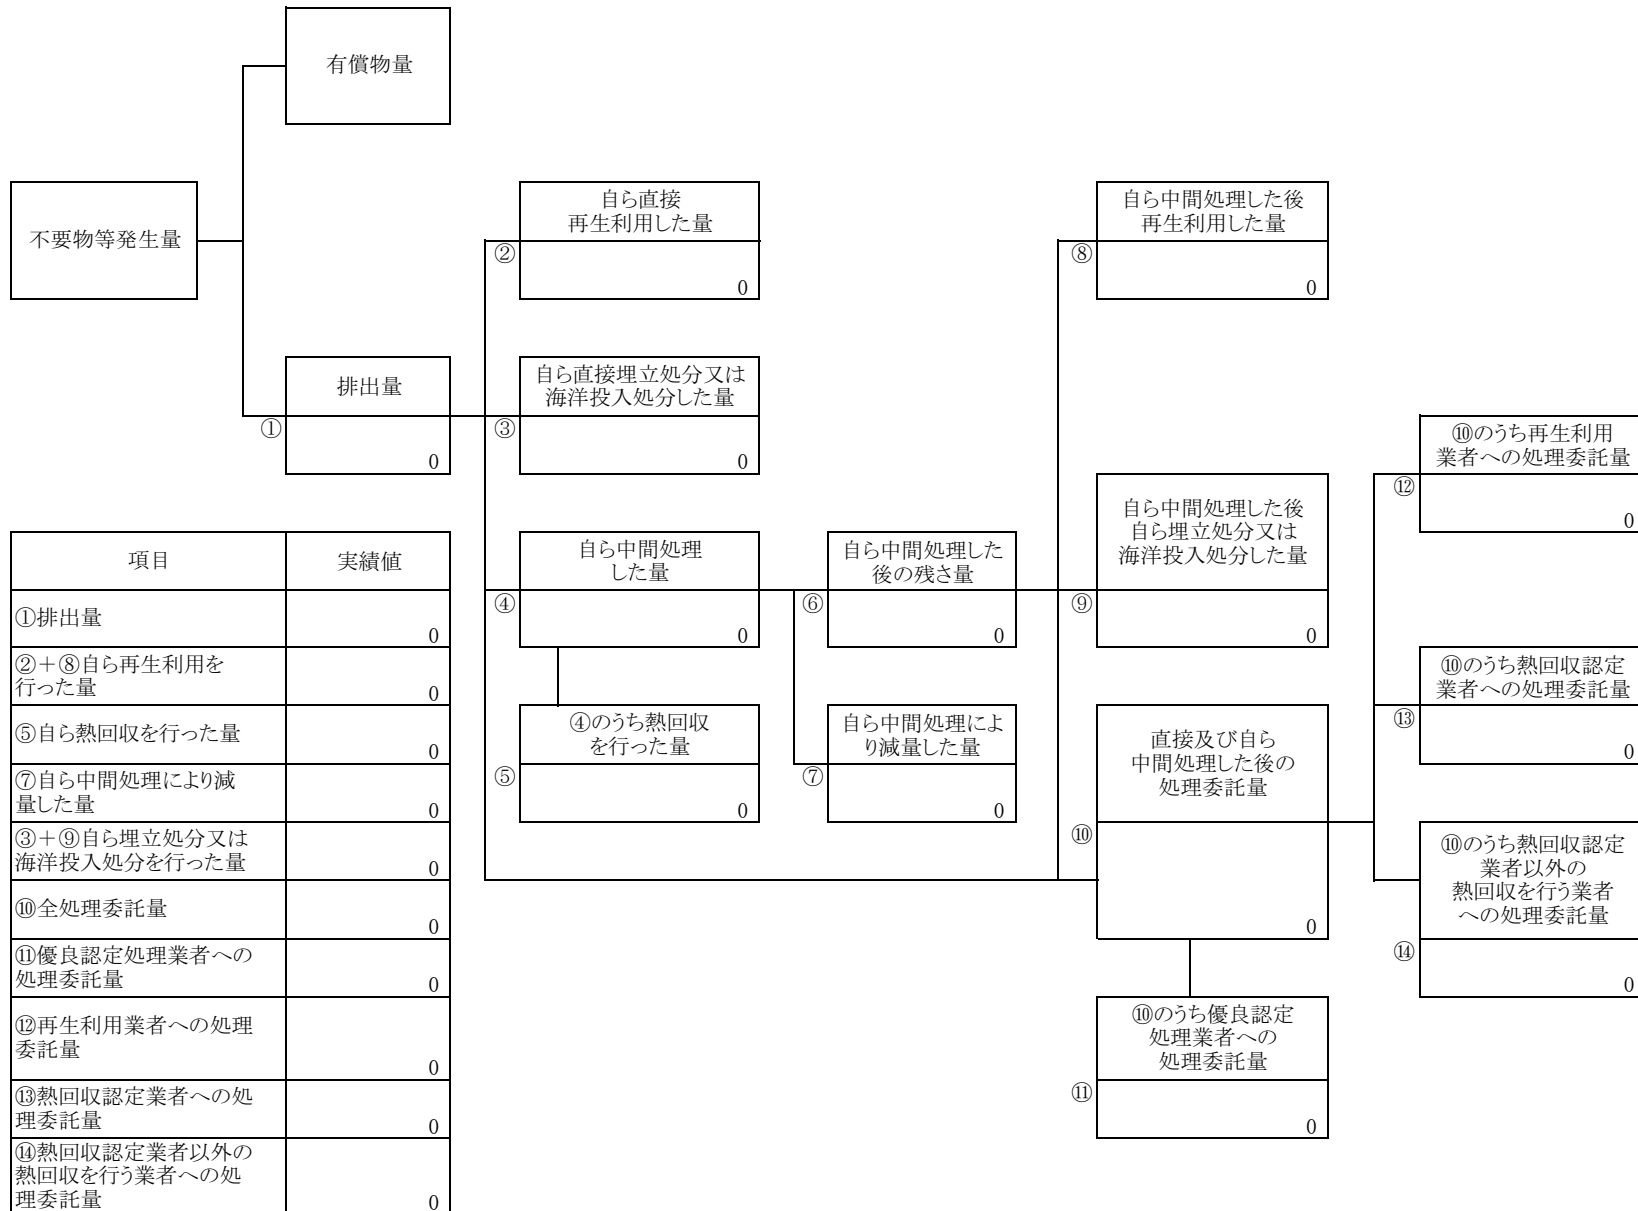 有償物量
不要物等発生量
自ら直接
再生利用した量
②
0
自ら中間処理した後
再生利用した量
⑧
0
排出量
①
0
自ら直接埋立処分又は
海洋投入処分した量
③
0
⑩のうち再生利用
業者への処理委託量
⑫
0
自ら中間処理した後
自ら埋立処分又は
海洋投入処分した量
⑨
0
自ら中間処理
した量
④
0
自ら中間処理した
後の残さ量
⑥
0
⑩のうち熱回収認定
業者への処理委託量
⑬
0
④のうち熱回収
を行った量
⑤
0
自ら中間処理によ
り減量した量
⑦
0
直接及び自ら
中間処理した後の
処理委託量
⑩
0
⑩のうち熱回収認定
業者以外の
熱回収を行う業者
への処理委託量
⑭
0
⑩のうち優良認定
処理業者への
処理委託量
⑪
0
項目 実績値
①排出量
0
②+⑧自ら再生利用を
行った量
0
⑤自ら熱回収を行った量
0
⑦自ら中間処理により減
量した量
0
③+⑨自ら埋立処分又は
海洋投入処分を行った量
0
⑩全処理委託量
0
⑪優良認定処理業者への
処理委託量
0
⑫再生利用業者への処理
委託量
0
⑬熱回収認定業者への処
理委託量
0
⑭熱回収認定業者以外の
熱回収を行う業者への処
理委託量
0